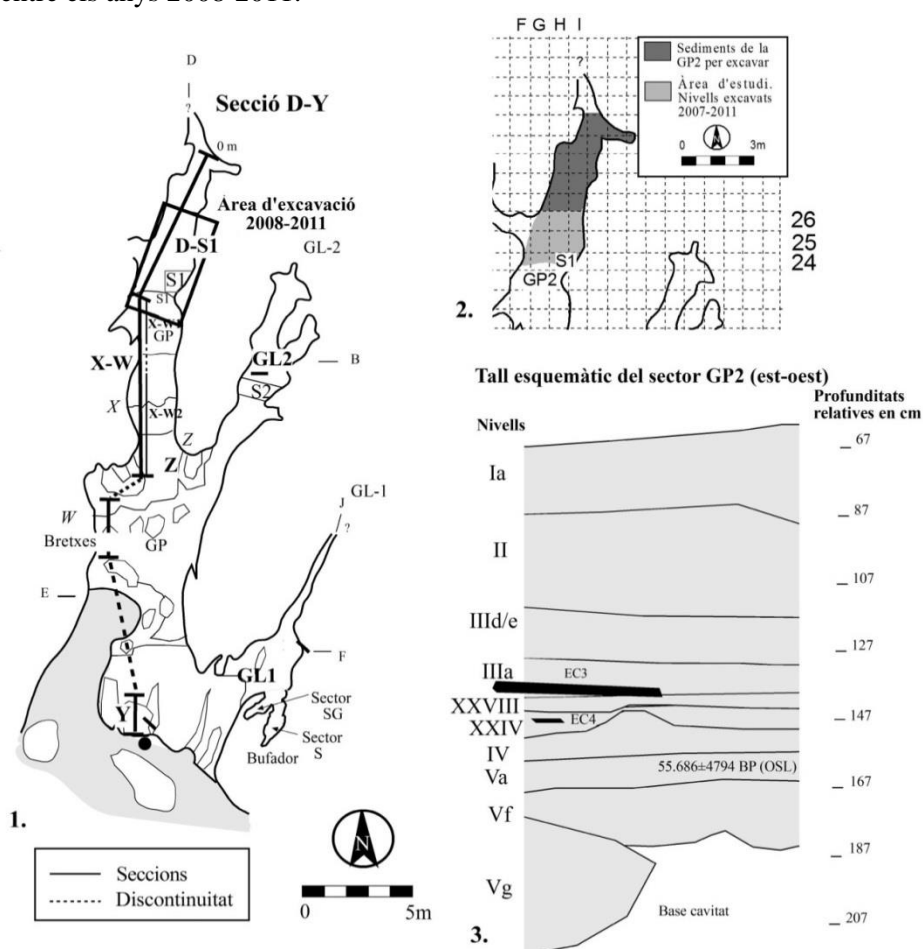 entre els anys 2008-2011.
D
?
Secció D-Y
0 m
Àrea d'excavació
2008-2011
D-S1
GL-2
S1
S1
X-W1
GP
X-W
GL2
B
S2
X
X-W2
Z
Z
GL-1
J
?
W
Bretxes
GP
E
F
GL1
Sector
SG
Y
Sector
S
Bufador
1.
Seccions
Discontinuitat
N
0
5m
F G H I
?
Sediments de la
GP2 per excavar
Àrea d'estudi.
Nivells excavats
2007-2011
0
3m
26
25
24
S1
GP2
2.
Tall esquemàtic del sector GP2 (est-oest)
Profunditats
relatives en cm
Nivells
67
Ia
87
II
107
IIId/e
127
IIIa
EC3
XXVIII
147
EC4
XXIV
IV
55.686±4794 BP (OSL)
Va
167
Vf
187
Vg
Base cavitat
207
3.